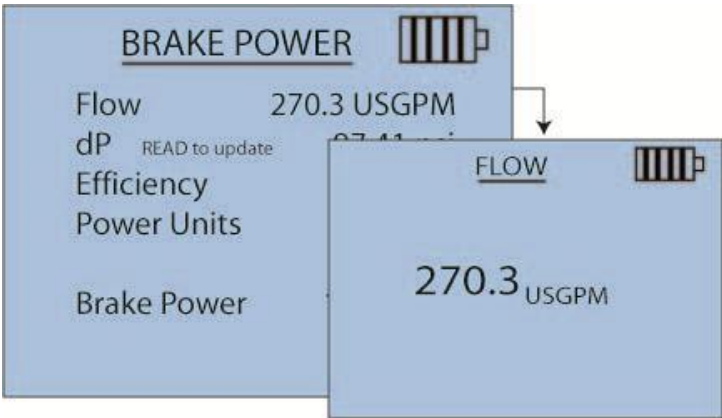 BRAKE POWER
Flow 270.3 USGPM
dP READ to update
Efficiency
Power Units
Brake Power
FLOW
270.3 USGPM